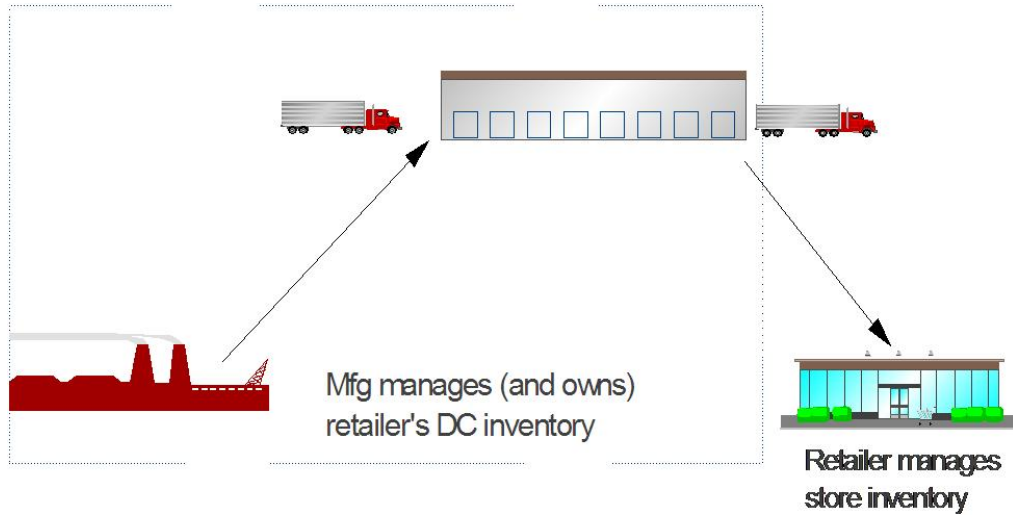 Mfg manages (and owns)
retailer's DC inventory
Retailer manages
store inventory